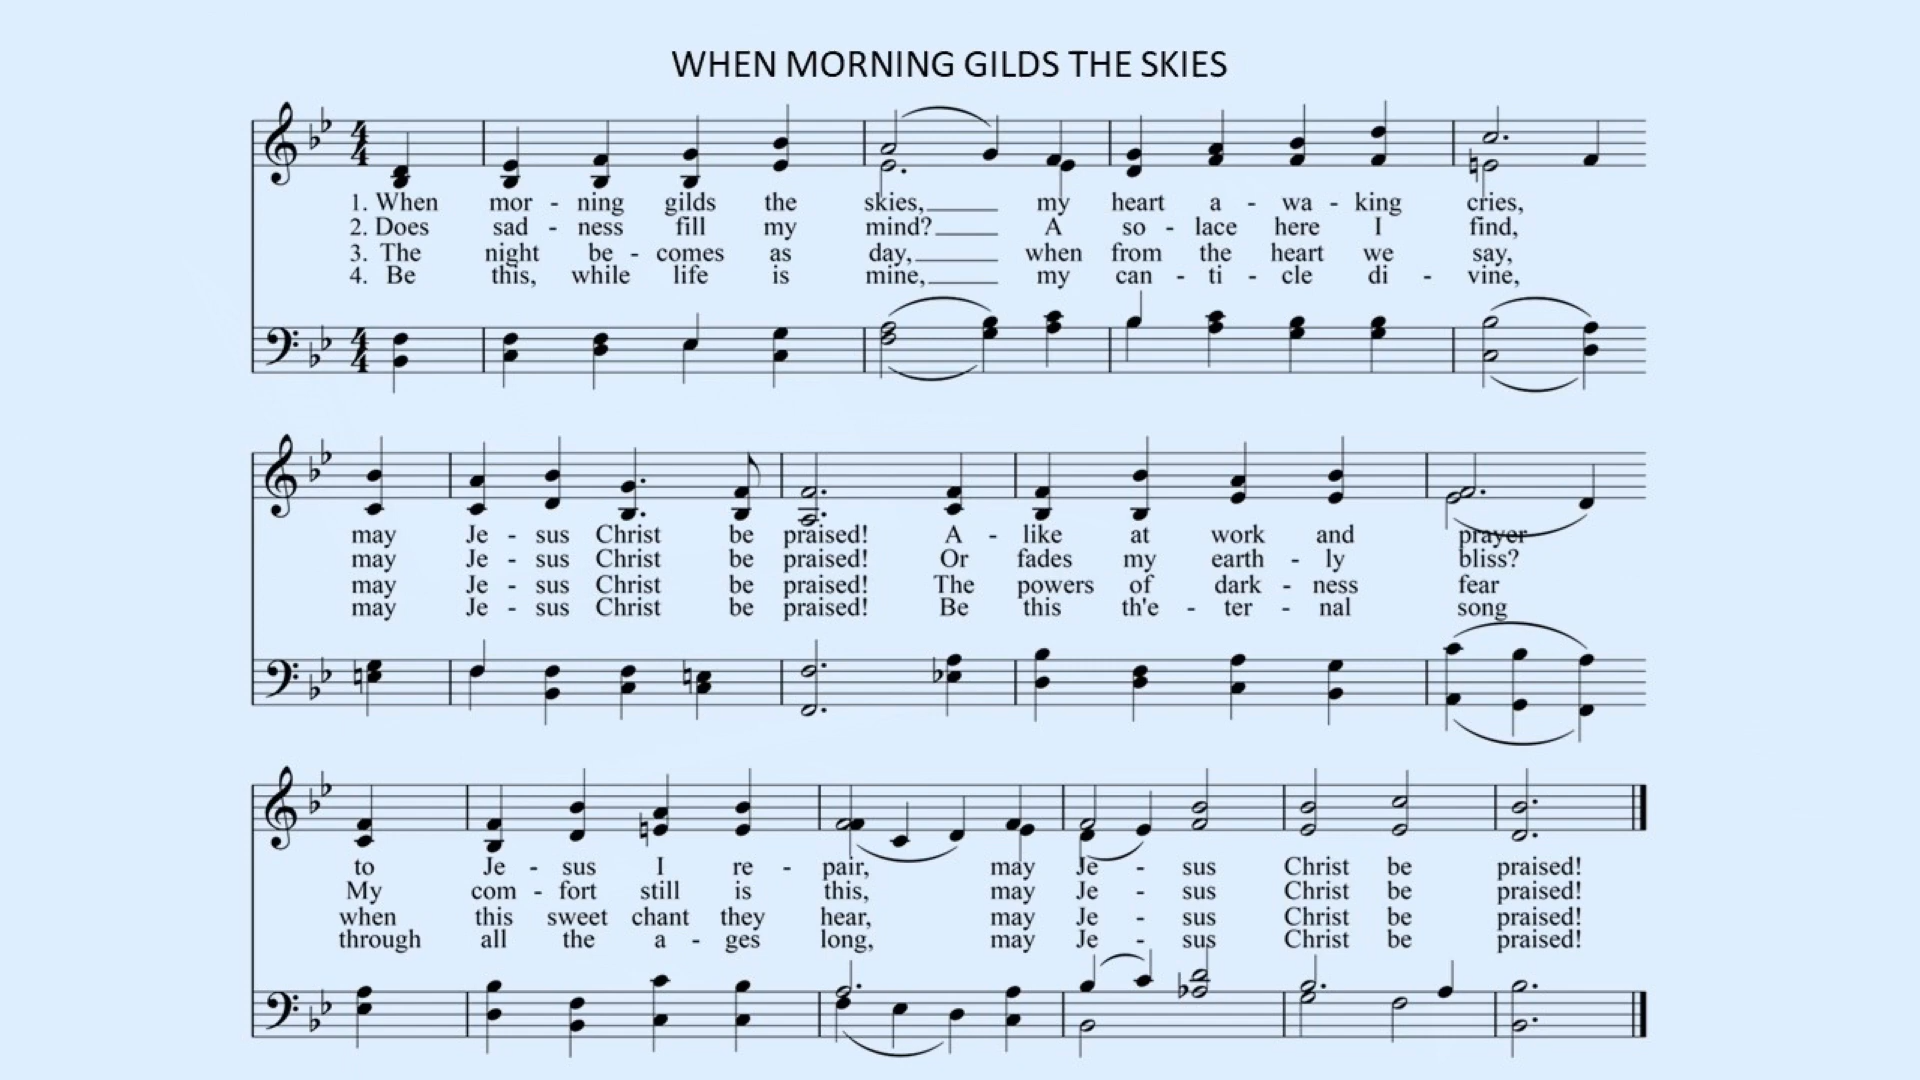 WHEN MORNING GILDS THE SKIES
1. When mor - ning gilds the skies, my heart a - wa - king cries,
2. Does sad - ness fill my mind? A so - lace here I find,
3. The night be - comes as day, when from the heart we say,
4. Be this, while life is mine, my can - ti - cle di - vine,
may Je - sus Christ be praised! A - like at work and prayer
may Je - sus Christ be praised! Or fades my earth - ly bliss?
may Je - sus Christ be praised! The powers of dark - ness fear
may Je - sus Christ be praised! Be this th'e - ter - nal song
to Je - sus I re - pair, may Je - sus Christ be praised!
My com - fort still is this, may Je - sus Christ be praised!
when this sweet chant they hear, may Je - sus Christ be praised!
through all the a - ges long, may Je - sus Christ be praised!